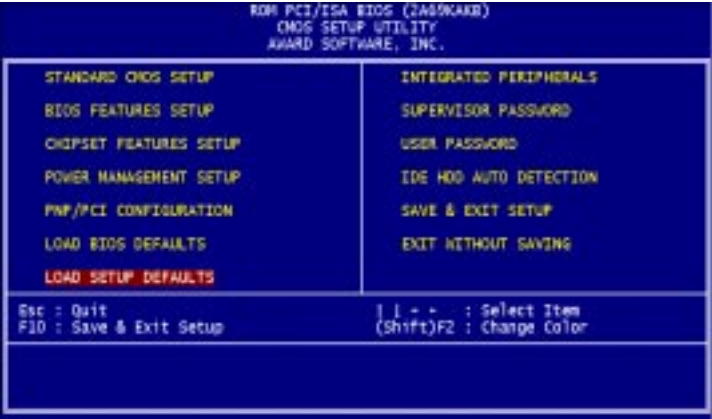 ROM PCI/ISA BIOS (2A69KAKB)
CMOS SETUP UTILITY
AWARD SOFTWARE, INC.
STANDARD CMOS SETUP
BIOS FEATURES SETUP
CHIPSET FEATURES SETUP
POWER MANAGEMENT SETUP
PNP/PCI CONFIGURATION
LOAD BIOS DEFAULTS
LOAD SETUP DEFAULTS
INTEGRATED PERIPHERALS
SUPERVISOR PASSWORD
USER PASSWORD
IDE HDD AUTO DETECTION
SAVE & EXIT SETUP
EXIT WITHOUT SAVING
Esc : Quit
F10 : Save & Exit Setup
: Select Item
(Shift)F2 : Change Color